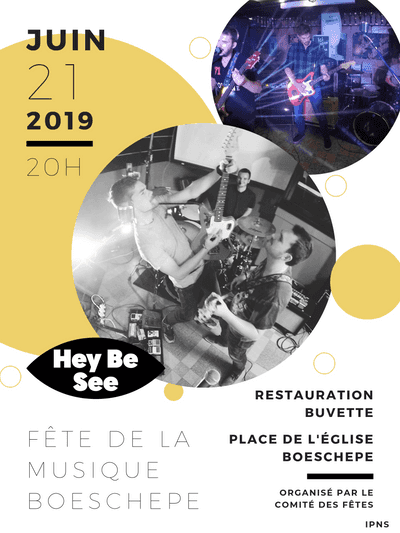 JUIN
21
2019
20H
Hey Be
See
FÊTE DE LA
MUSIQUE
BOESCHEPE
RESTAURATION
BUVETTE
PLACE DE L'ÉGLISE
BOESCHEPE
ORGANISÉ PAR LE
COMITÉ DES FÊTES
IPNS